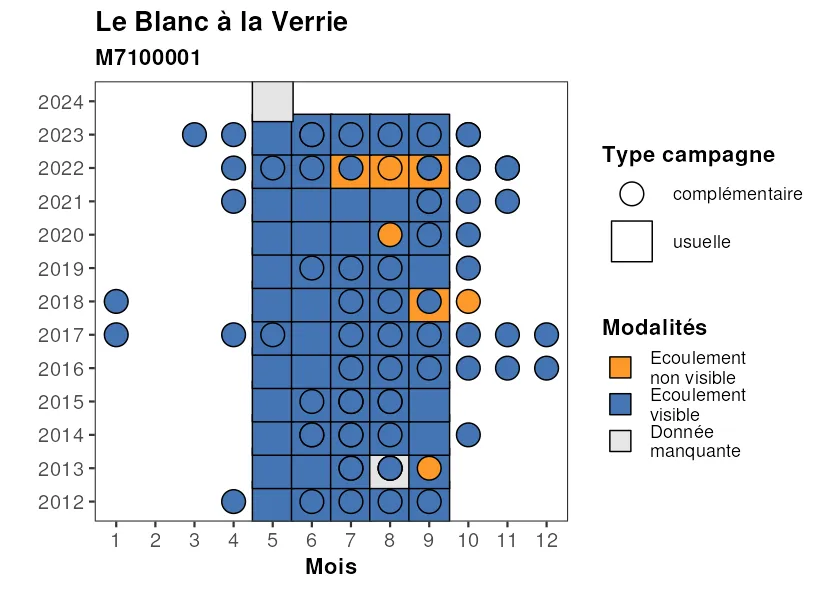 Le Blanc à la Verrie
M7100001
2024
2023
2022
2021
2020
2019
2018
2017
2016
2015
2014
2013
2012
1 2 3 4 5 6 7 8 9 10 11 12
Mois
Type campagne
complémentaire
usuelle
Modalités
Ecoulement
non visible
Ecoulement
visible
Donnée
manquante